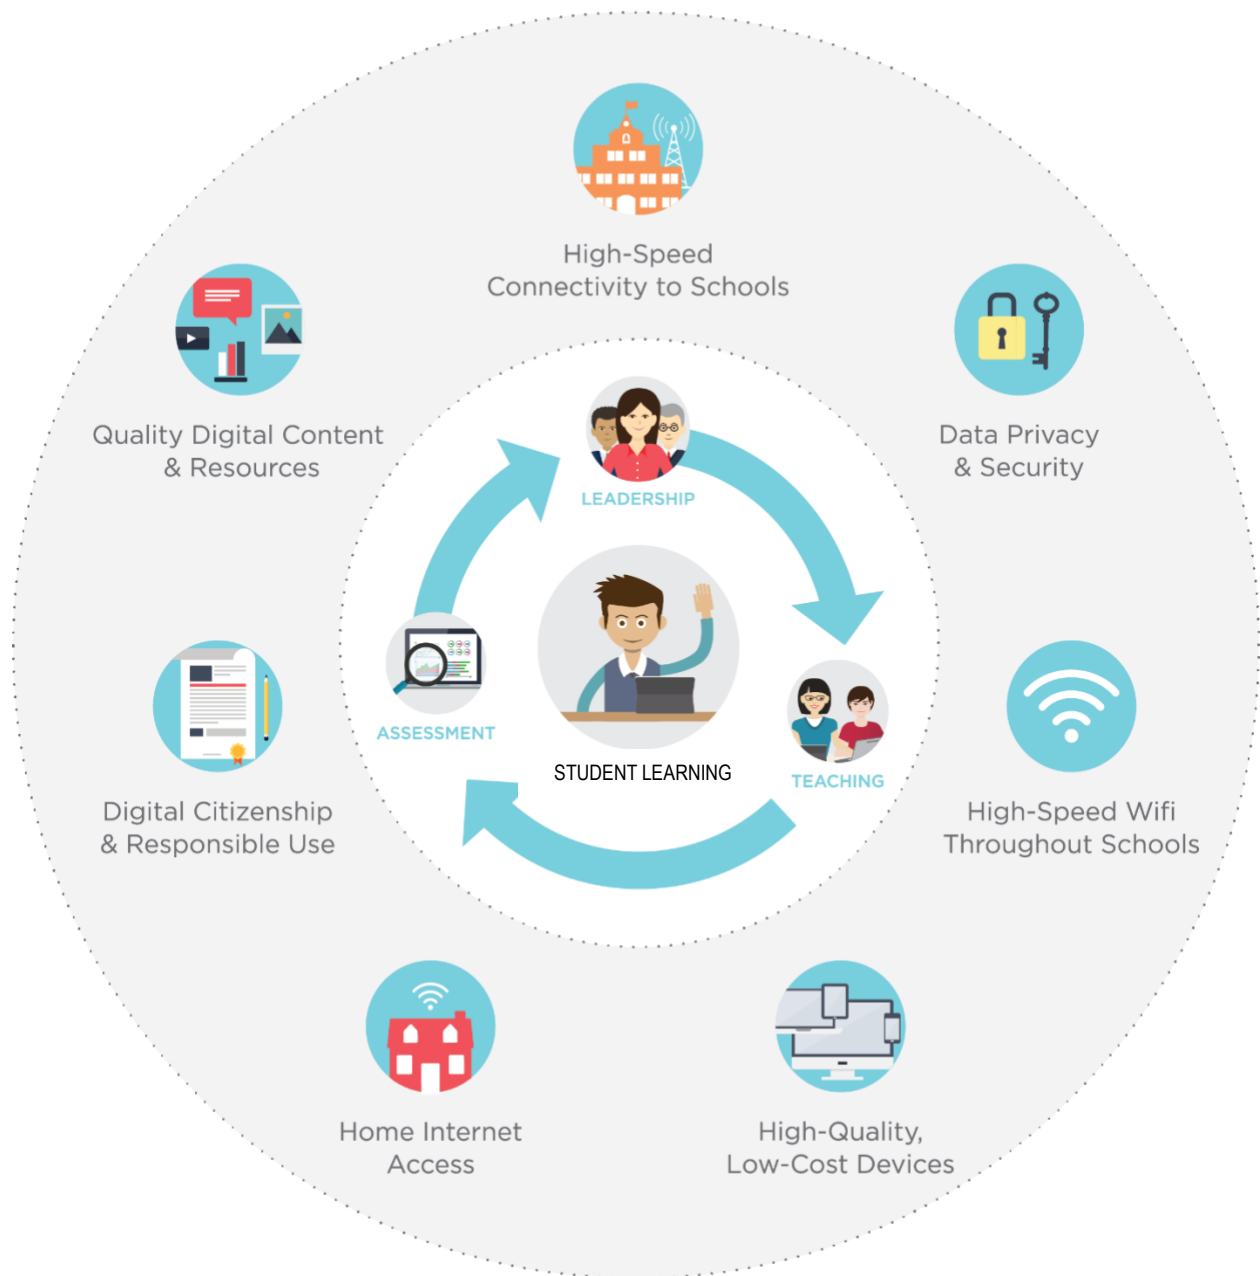 High-Speed
Connectivity to Schools
Quality Digital Content
& Resources
Data Privacy
& Security
LEADERSHIP
ASSESSMENT
STUDENT LEARNING
TEACHING
Digital Citizenship
& Responsible Use
High-Speed Wifi
Throughout Schools
Home Internet
Access
High-Quality,
Low-Cost Devices